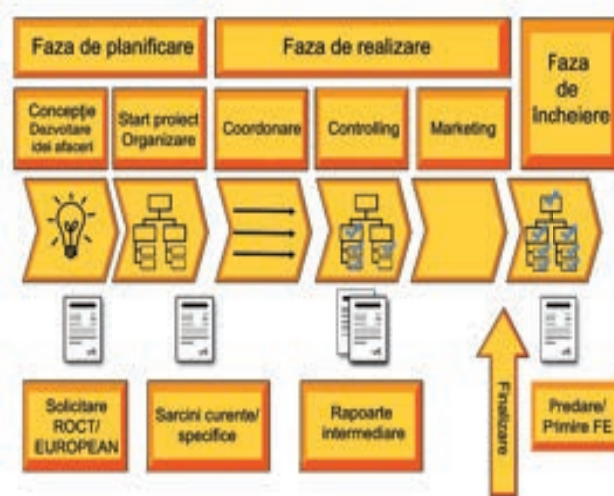 Faza de planificare
Faza de realizare
Faza
de
Incheiere
Concepție
Dezvoltare
idei afaceri
Start proiect
Organizare
Coordonare
Controlling
Marketing
Solicitare
ROCT/
EUROPEAN
Sarcini curente/
specifice
Rapoarte
intermediare
Finalizare
Predare/
Primire FE